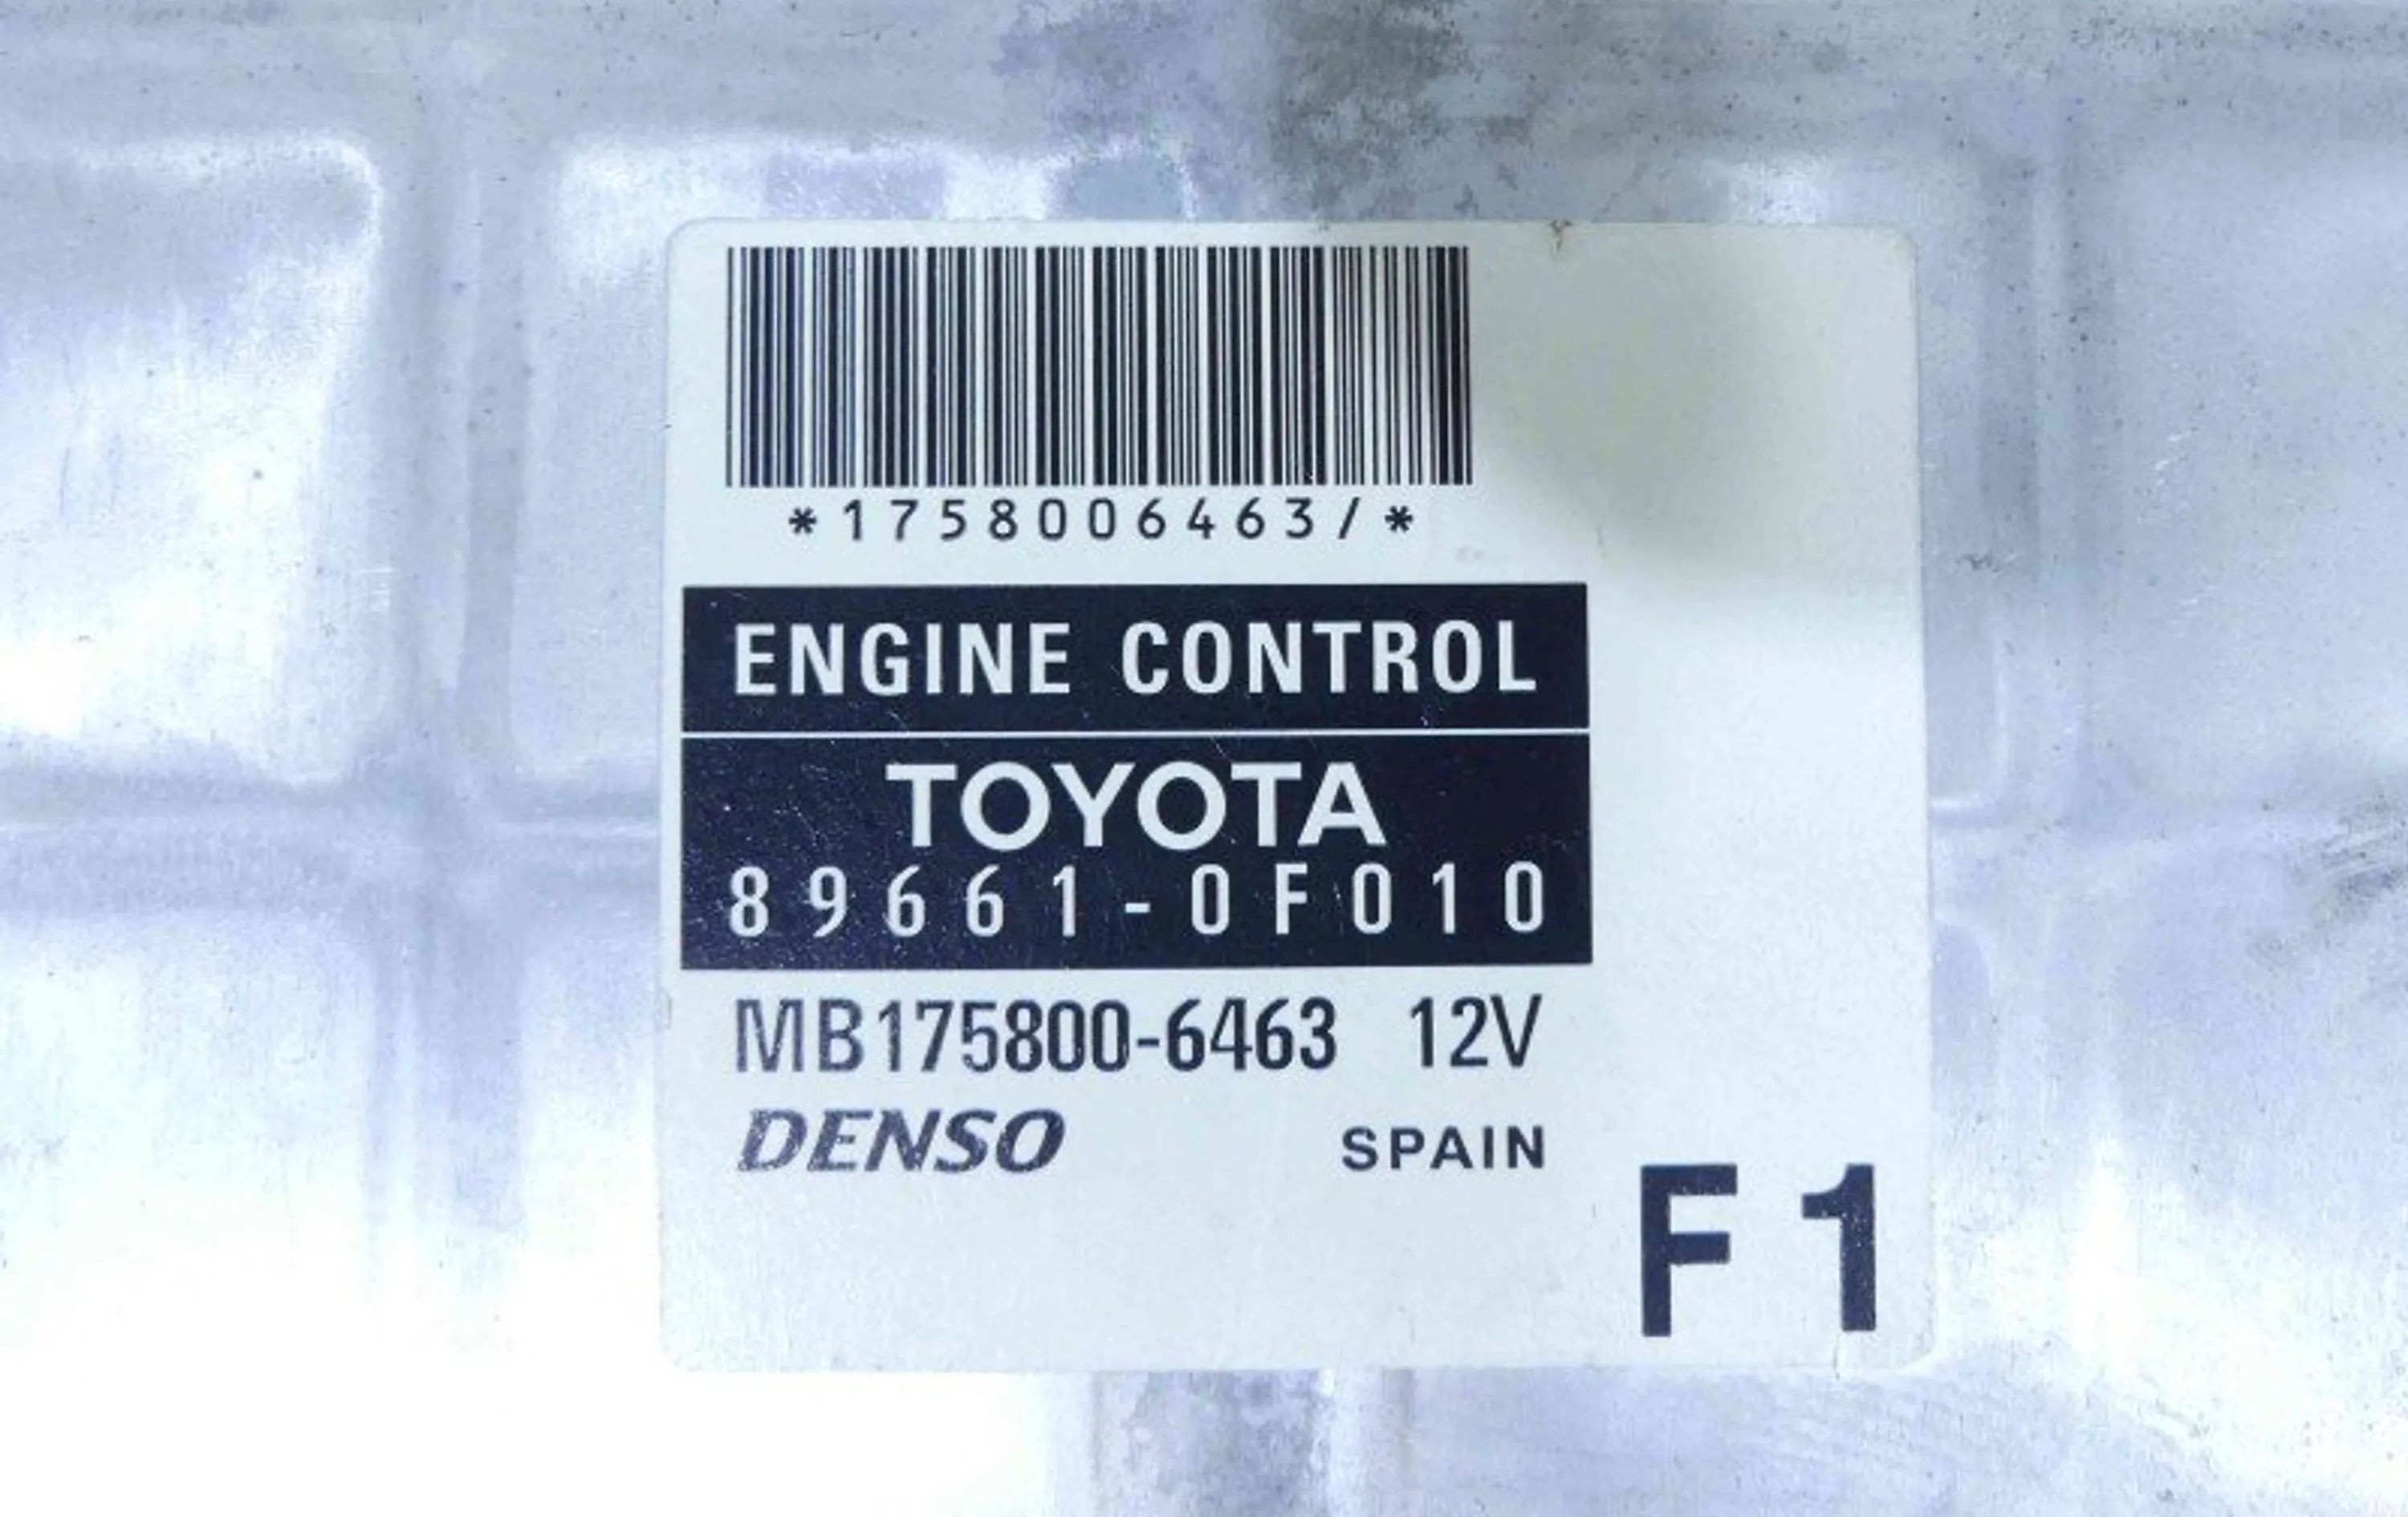 *1758006463/*
ENGINE CONTROL
TOYOTA
89661-0F010
MB175800-6463 12V
DENSO SPAIN
F1